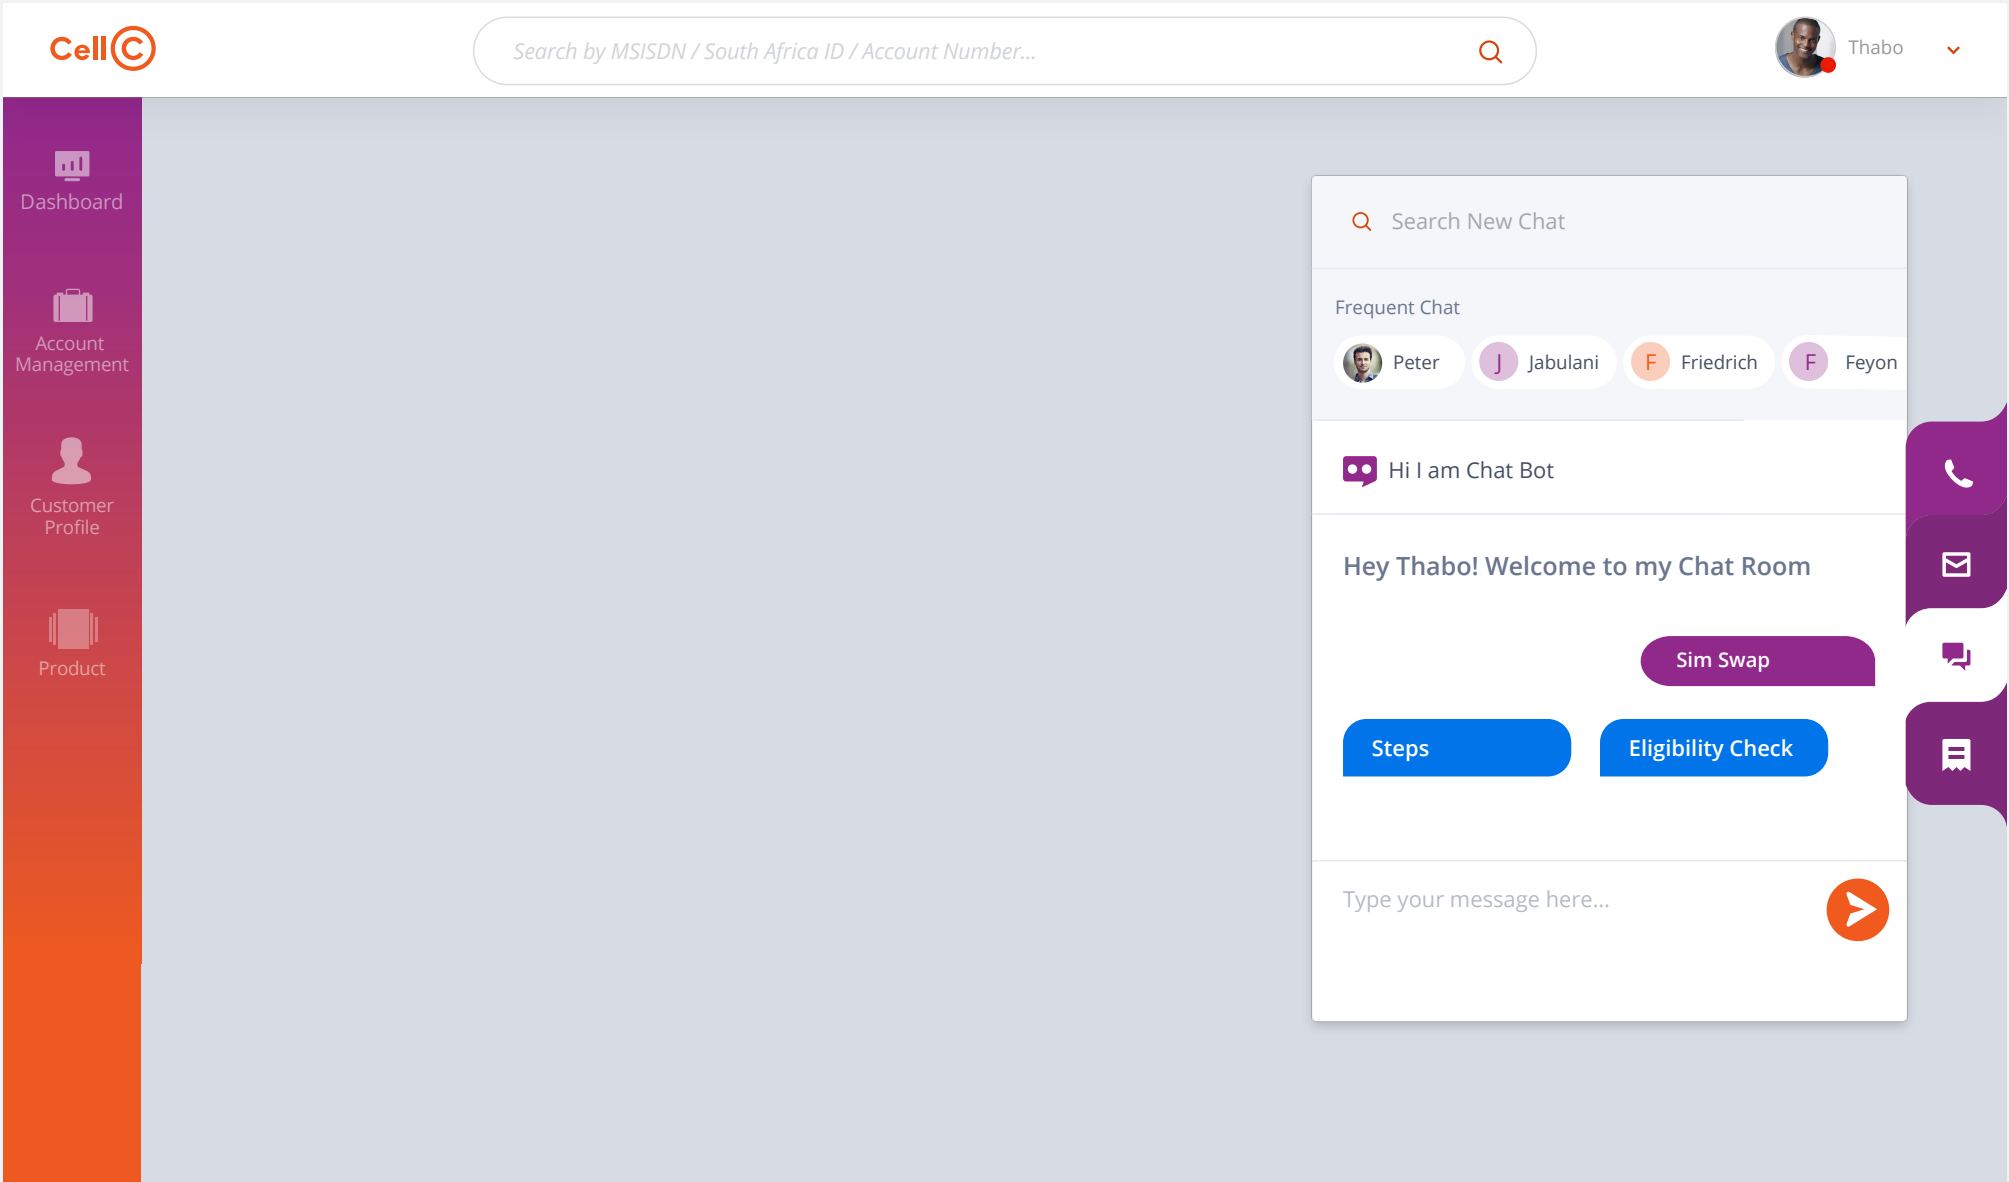 Cell C
Search by MSISDN / South Africa ID / Account Number...
Thabo
Dashboard
Account
Management
Customer
Profile
Product
Search New Chat
Frequent Chat
Peter
J Jabulani
F Friedrich
F Feyon
Hi I am Chat Bot
Hey Thabo! Welcome to my Chat Room
Sim Swap
Steps
Eligibility Check
Type your message here...